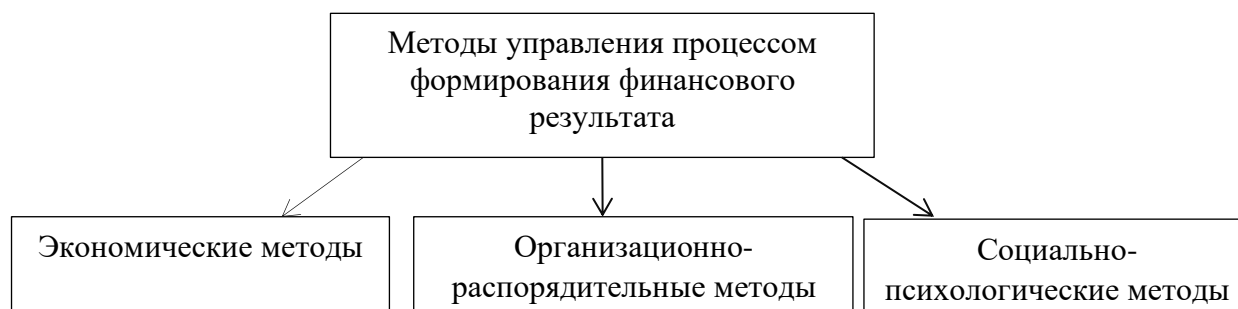 Методы управления процессом
формирования финансового
результата
Экономические методы
Организационно-
распорядительные методы
Социально-
психологические методы